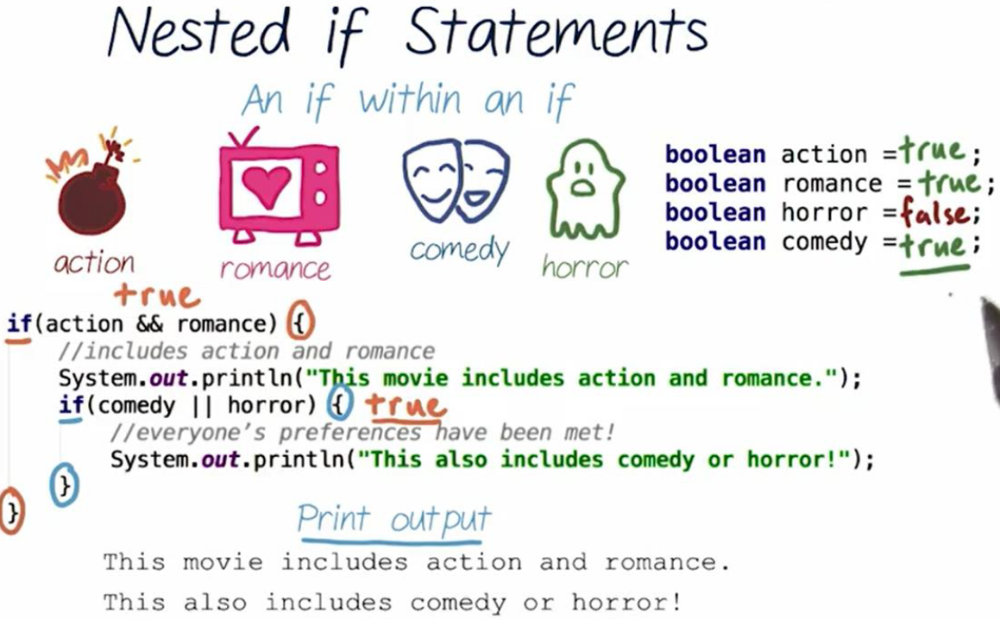 Nested if Statements
An if within an if
action
romance
comedy
horror
boolean action =true;
boolean romance =true;
boolean horror =false;
boolean comedy =true;
true
if(action && romance) {
//includes action and romance
System.out.println("This movie includes action and romance.");
if(comedy || horror) { true
//everyone's preferences have been met!
System.out.println("This also includes comedy or horror!");
}
}
Print output
This movie includes action and romance.
This also includes comedy or horror!